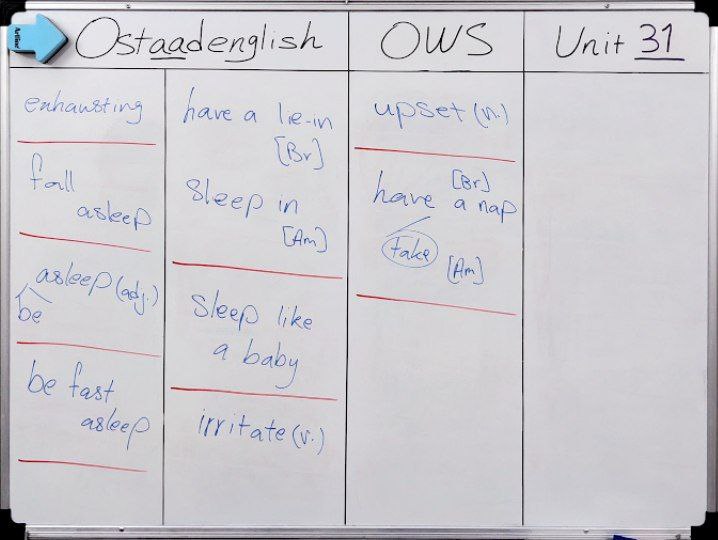 Ostaadenglish
OWS
Unit 31
exhausting
fall
asleep
asleep (adj.)
be
be fast
asleep
have a lie-in
[Br]
sleep in
[Am]
sleep like
a baby
irritate (v.)
upset (v.)
[Br]
have a nap
take
[Am]